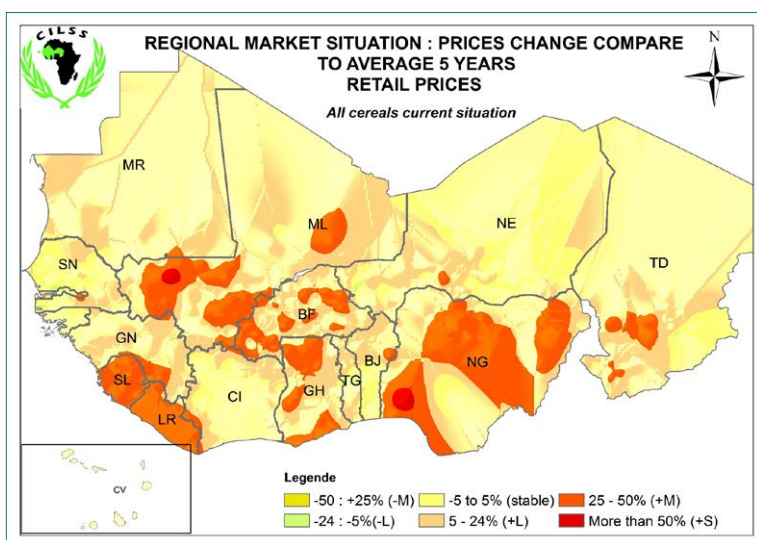 CILSS
REGIONAL MARKET SITUATION : PRICES CHANGE COMPARE
TO AVERAGE 5 YEARS
RETAIL PRICES
All cereals current situation
N
MR
ML
NE
TD
SN
BF
GN
BJ
NG
SL
CI
GH
TG
LR
CV
Legende
-50 : +25% (-M)
-5 to 5% (stable)
25 - 50% (+M)
-24 : -5%(-L)
5 - 24% (+L)
More than 50% (+S)